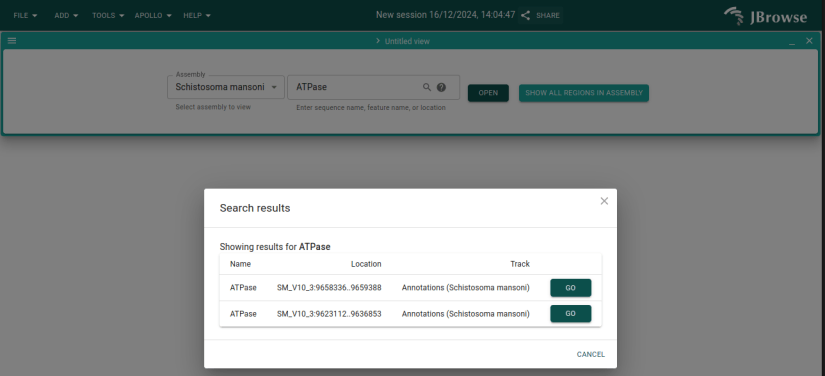 FILE ADD TOOLS APOLLO HELP New session 16/12/2024, 14:04:47 SHARE JBrowse
Untitled view
Assembly
Schistosoma mansoni ATPase OPEN SHOW ALL REGIONS IN ASSEMBLY
Select assembly to view Enter sequence name, feature name, or location
Search results
Showing results for ATPase
Name Location Track
ATPase SM_V10_3:9658336..9659388 Annotations (Schistosoma mansoni) GO
ATPase SM_V10_3:9623112..9636853 Annotations (Schistosoma mansoni) GO
CANCEL